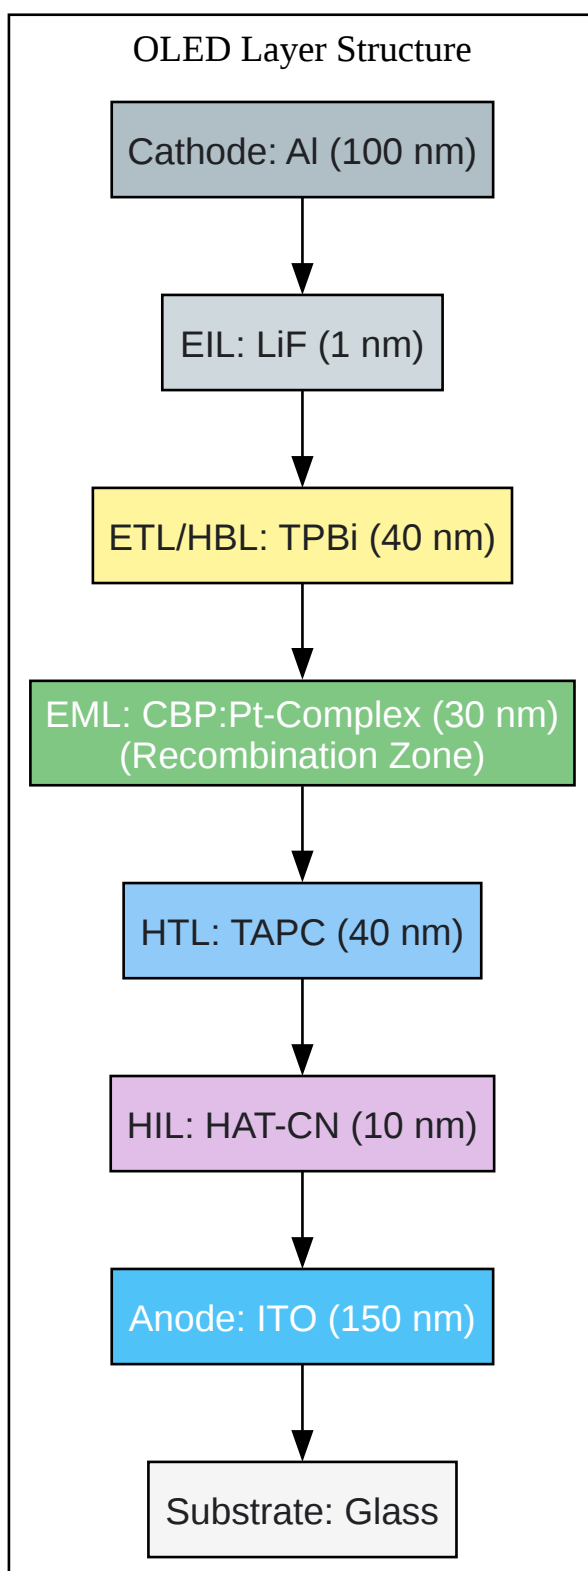 OLED Layer Structure
Cathode: Al (100 nm)
EIL: LiF (1 nm)
ETL/HBL: TPBi (40 nm)
EML: CBP:Pt-Complex (30 nm)
(Recombination Zone)
HTL: TAPC (40 nm)
HIL: HAT-CN (10 nm)
Anode: ITO (150 nm)
Substrate: Glass